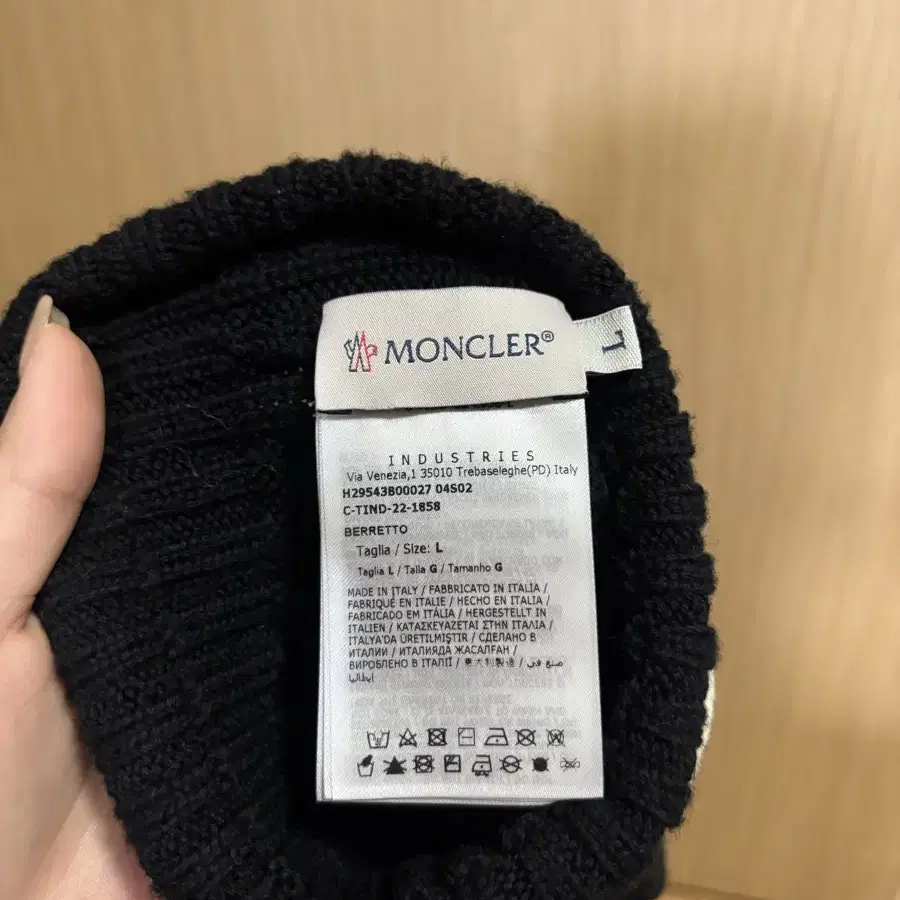 MONCLER®
L
INDUSTRIES
Via Venezia,1 35010 Trebaseleghe(PD) Italy
H29543B00027 04S02
C-TIND-22-1858
BERRETTO
Taglia / Size: L
Taglia L / Talla G / Tamanho G
MADE IN ITALY / FABBRICATO IN ITALIA /
FABRIQUÉ EN ITALIE / HECHO EN ITALIA /
FABRICADO EM ITÁLIA / HERGESTELLT IN
ITALIEN / ΚΑΤΑΣΚΕΥΑΖΕΤΑΙ ΣΤΗΝ ΙΤΑΛΙΑ /
ITALYA'DA ÜRETILMIŞTIR / СДЕЛАНО В
ИТАЛИИ / ИТАЛИЯДА ЖАСАЛҒАН /
ВИРОБЛЕНО В ІТАЛІЇ / 意大利製造 / صنع في
ايطاليا